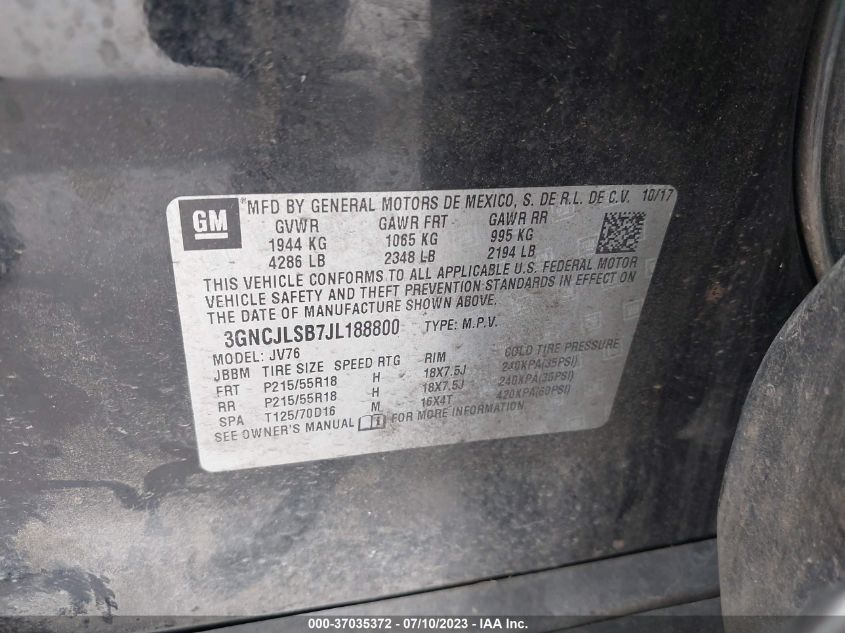 GM
®MFD BY GENERAL MOTORS DE MEXICO, S. DE R.L. DE C.V. 10/17
GVWR GAWR FRT GAWR RR
1944 KG 1065 KG 995 KG
4286 LB 2348 LB 2194 LB
THIS VEHICLE CONFORMS TO ALL APPLICABLE U.S. FEDERAL MOTOR
VEHICLE SAFETY AND THEFT PREVENTION STANDARDS IN EFFECT ON
THE DATE OF MANUFACTURE SHOWN ABOVE.
3GNCJLSB7JL188800 TYPE: M.P.V.
MODEL: JV76
JBBM TIRE SIZE SPEED RTG RIM COLD TIRE PRESSURE
FRT P215/55R18 H 18X7.5J 240KPA(35PSI)
RR P215/55R18 H 18X7.5J 240KPA(35PSI)
SPA T125/70D16 M 16X4T 420KPA(60PSI)
SEE OWNER'S MANUAL FOR MORE INFORMATION
000-37035372 - 07/10/2023 - IAA Inc.